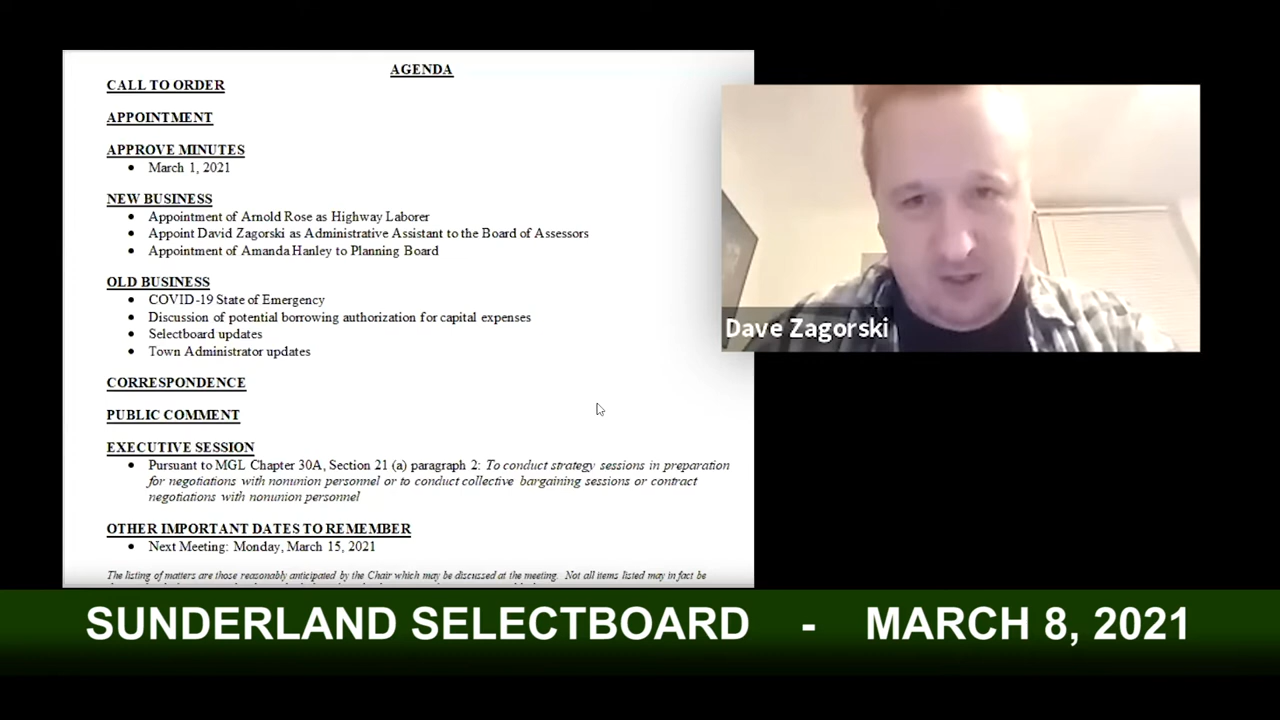 AGENDA
CALL TO ORDER
APPOINTMENT
APPROVE MINUTES
• March 1, 2021
NEW BUSINESS
• Appointment of Arnold Rose as Highway Laborer
• Appoint David Zagorski as Administrative Assistant to the Board of Assessors
• Appointment of Amanda Hanley to Planning Board
OLD BUSINESS
• COVID-19 State of Emergency
• Discussion of potential borrowing authorization for capital expenses
• Selectboard updates
• Town Administrator updates
CORRESPONDENCE
PUBLIC COMMENT
EXECUTIVE SESSION
• Pursuant to MGL Chapter 30A, Section 21 (a) paragraph 2: To conduct strategy sessions in preparation
for negotiations with nonunion personnel or to conduct collective bargaining sessions or contract
negotiations with nonunion personnel
OTHER IMPORTANT DATES TO REMEMBER
• Next Meeting: Monday, March 15, 2021
The listing of matters are those reasonably anticipated by the Chair which may be discussed at the meeting. Not all items listed may in fact be
Dave Zagorski
SUNDERLAND SELECTBOARD - MARCH 8, 2021